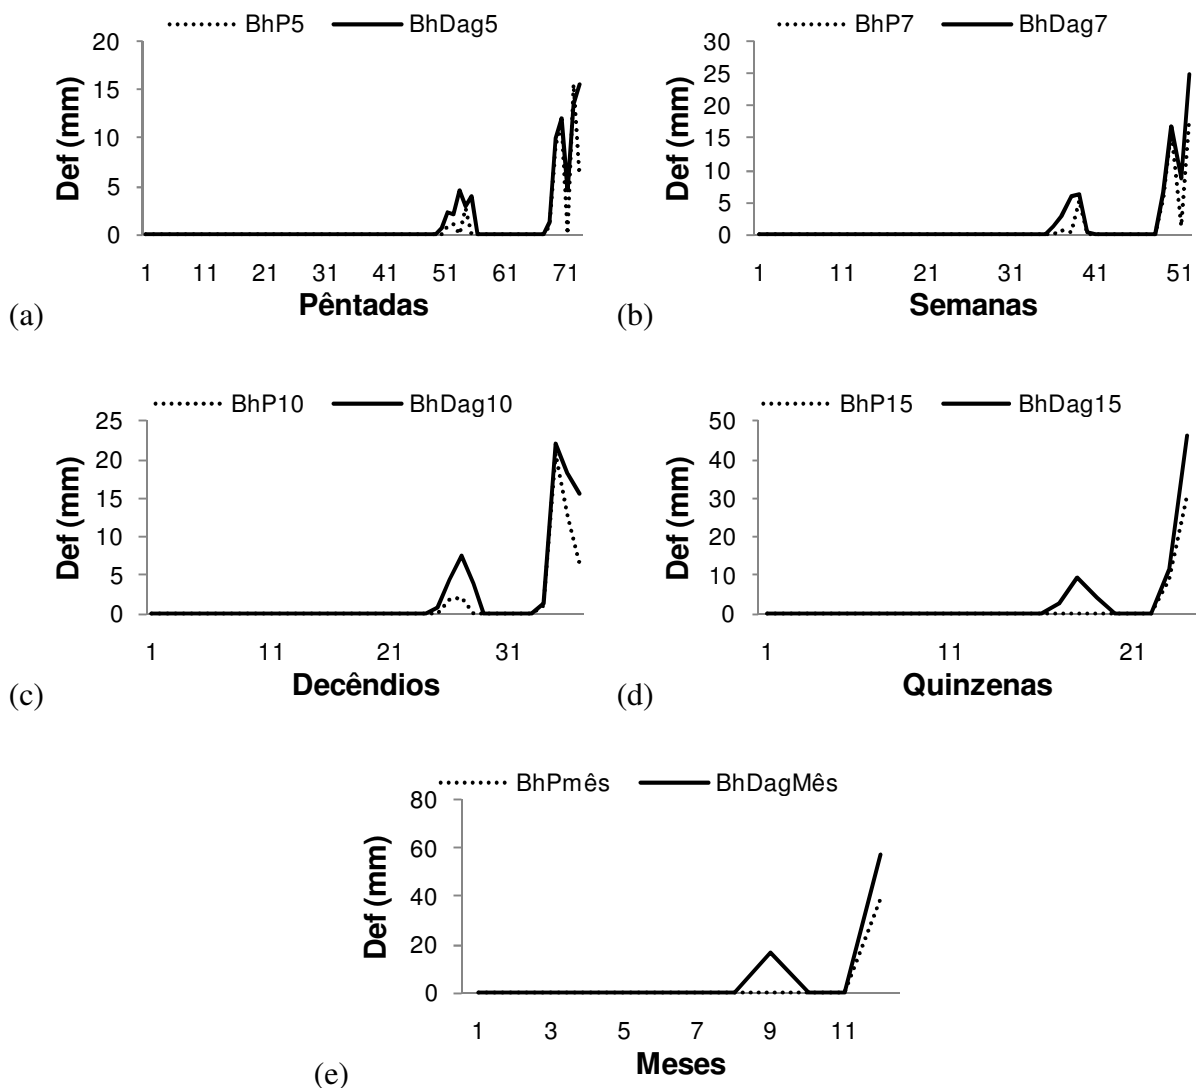 BhP5 BhDag5
20
15
10
5
0
Def (mm)
1 11 21 31 41 51 61 71
Pêntadas
(a)
BhP7 BhDag7
30
25
20
15
10
5
0
Def (mm)
1 11 21 31 41 51
Semanas
(b)
BhP10 BhDag10
25
20
15
10
5
0
Def (mm)
1 11 21 31
Decêndios
(c)
BhP15 BhDag15
50
40
30
20
10
0
Def (mm)
1 11 21
Quinzenas
(d)
BhPmês BhDagMês
80
60
40
20
0
Def (mm)
1 3 5 7 9 11
Meses
(e)